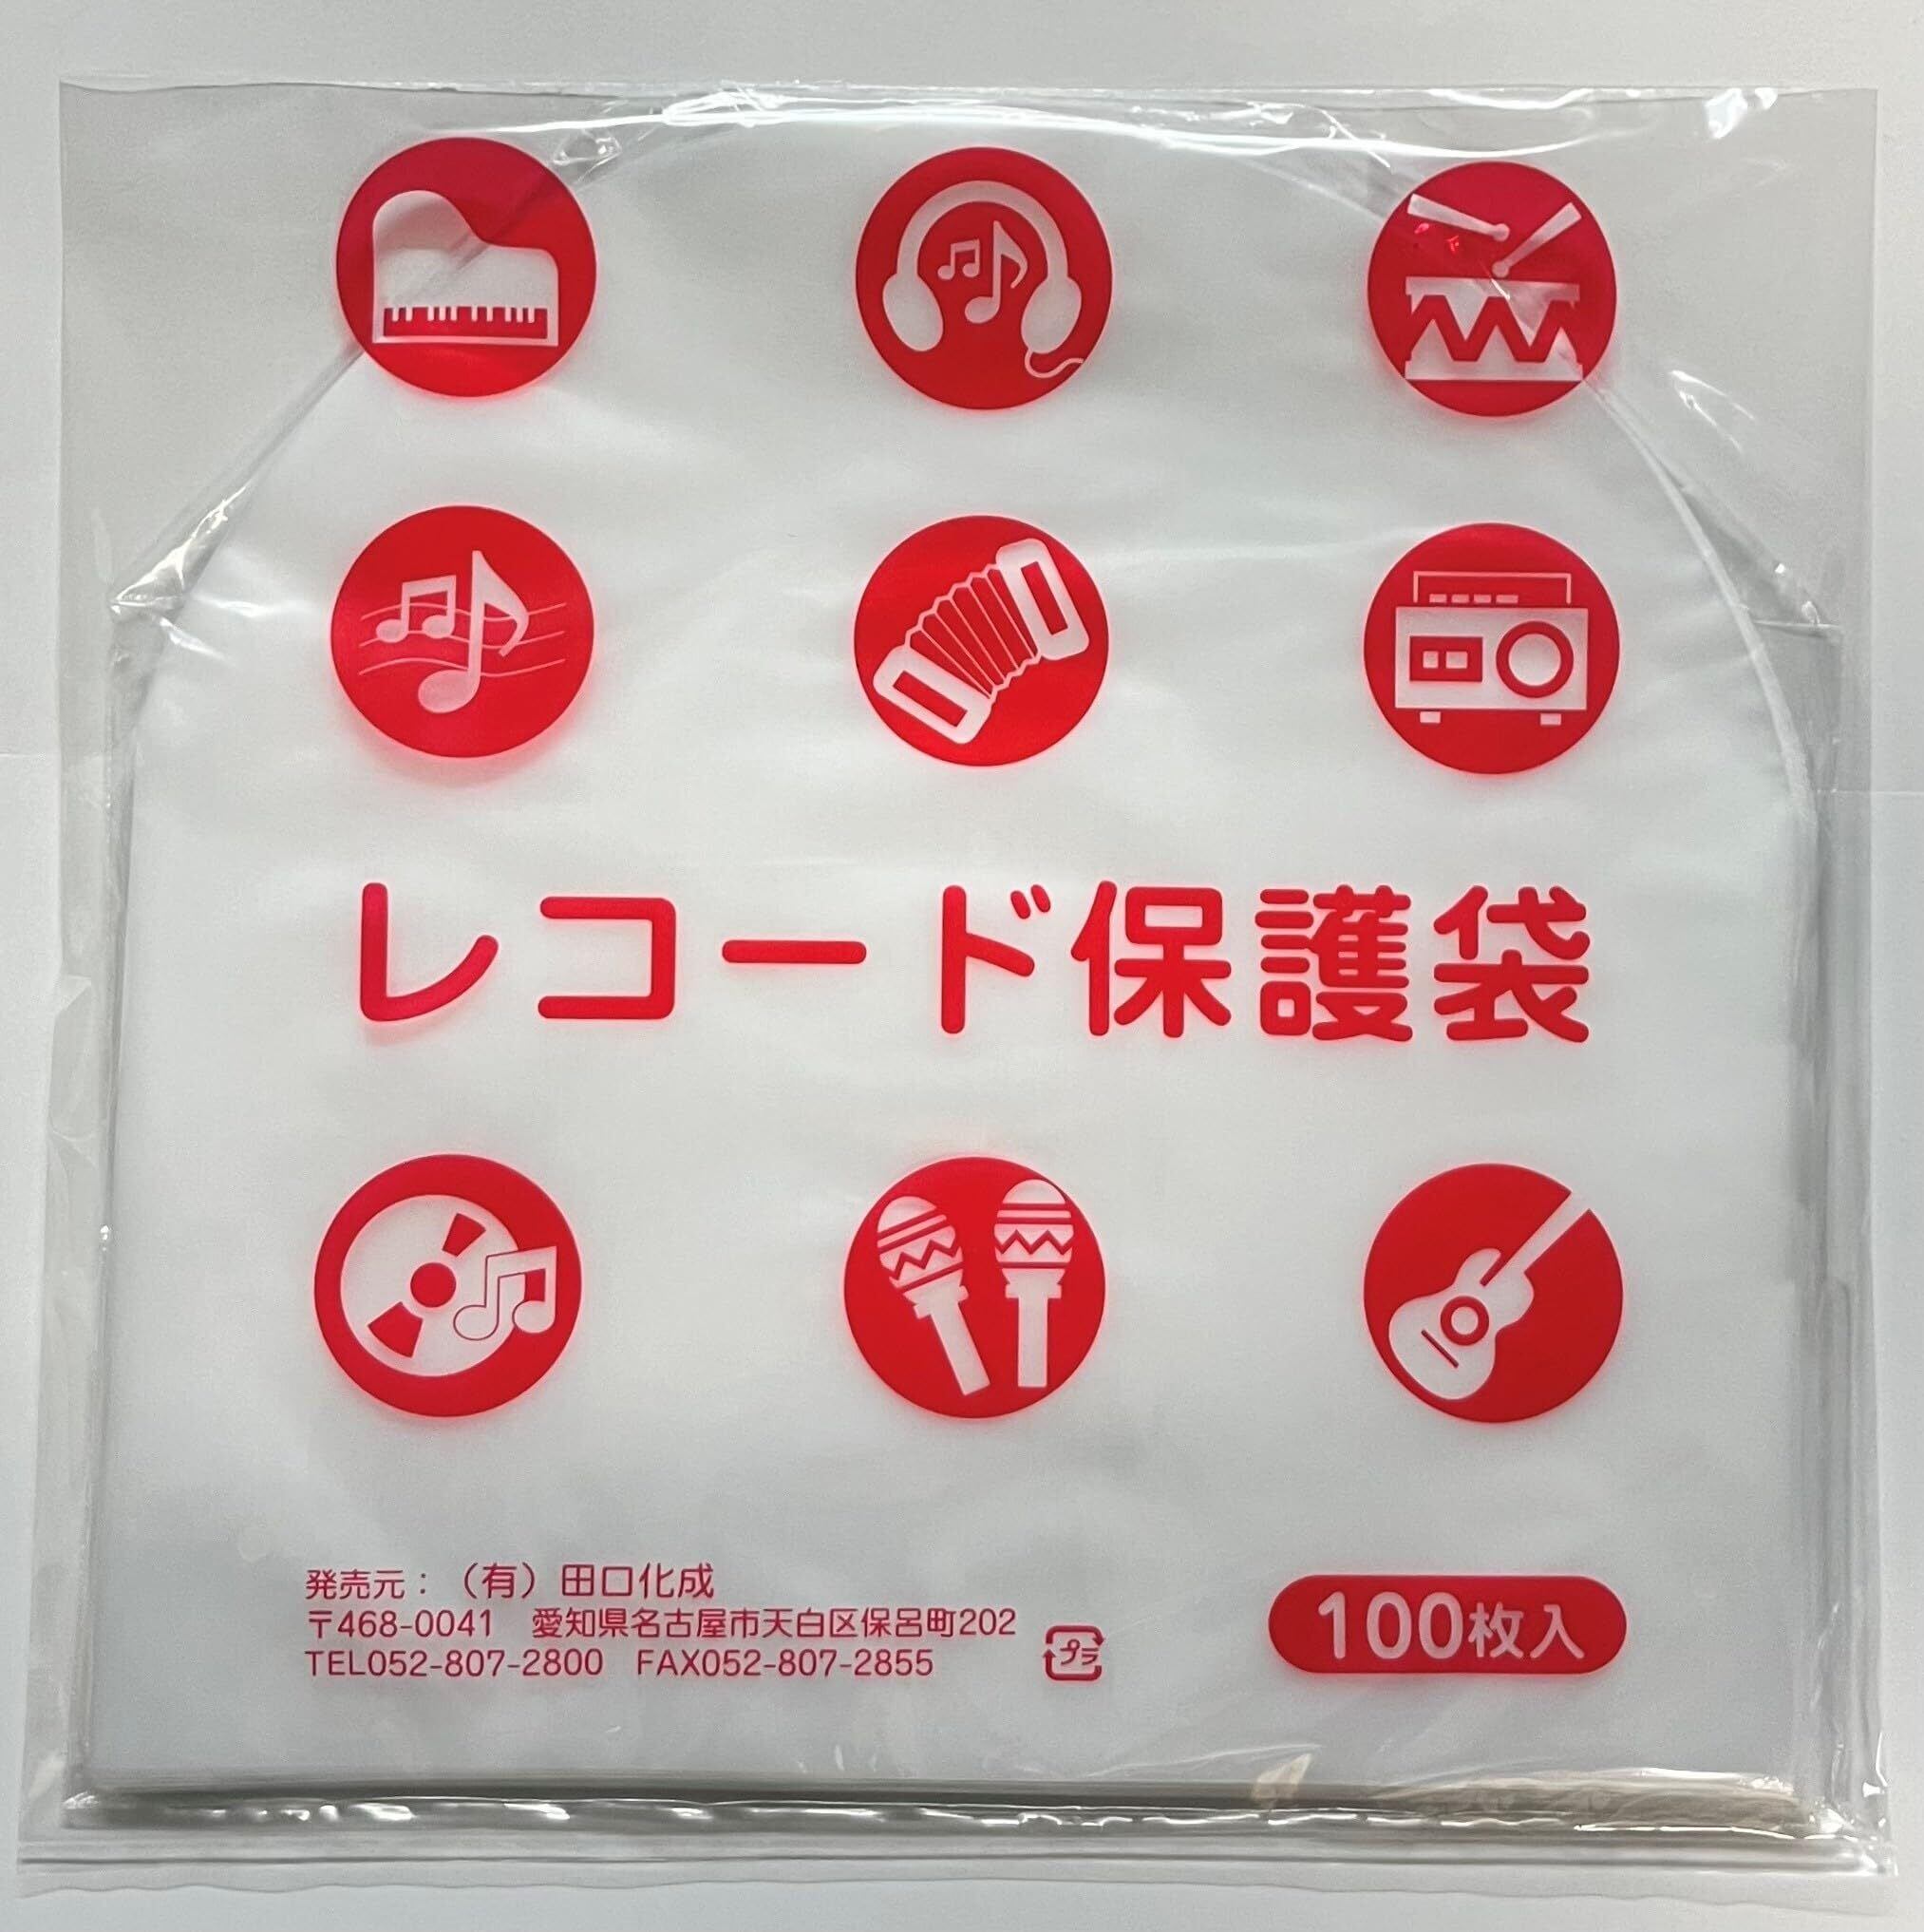 レコード保護袋
発売元：（有）田口化成
〒468-0041　愛知県名古屋市天白区保呂町202
TEL052-807-2800　FAX052-807-2855
プラ
100枚入